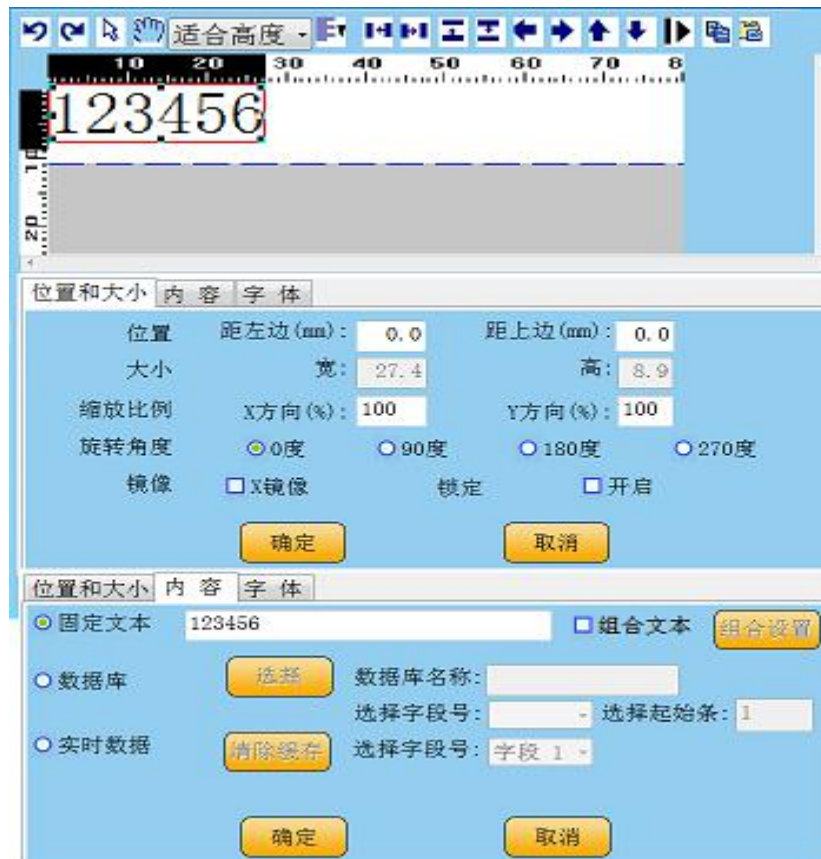 适合高度
10 20 30 40 50 60 70 8
123456
10
20
位置和大小 内 容 字 体
位置 距左边(mm): 0.0 距上边(mm): 0.0
大小 宽: 27.4 高: 8.9
缩放比例 X方向(%): 100 Y方向(%): 100
旋转角度 0度 90度 180度 270度
镜像 X镜像 锁定 开启
确定 取消
位置和大小 内 容 字 体
固定文本 123456 组合文本 组合设置
数据库 选择 数据库名称:
选择字段号: 选择起始条: 1
实时数据 清除缓存 选择字段号: 字段 1
确定 取消